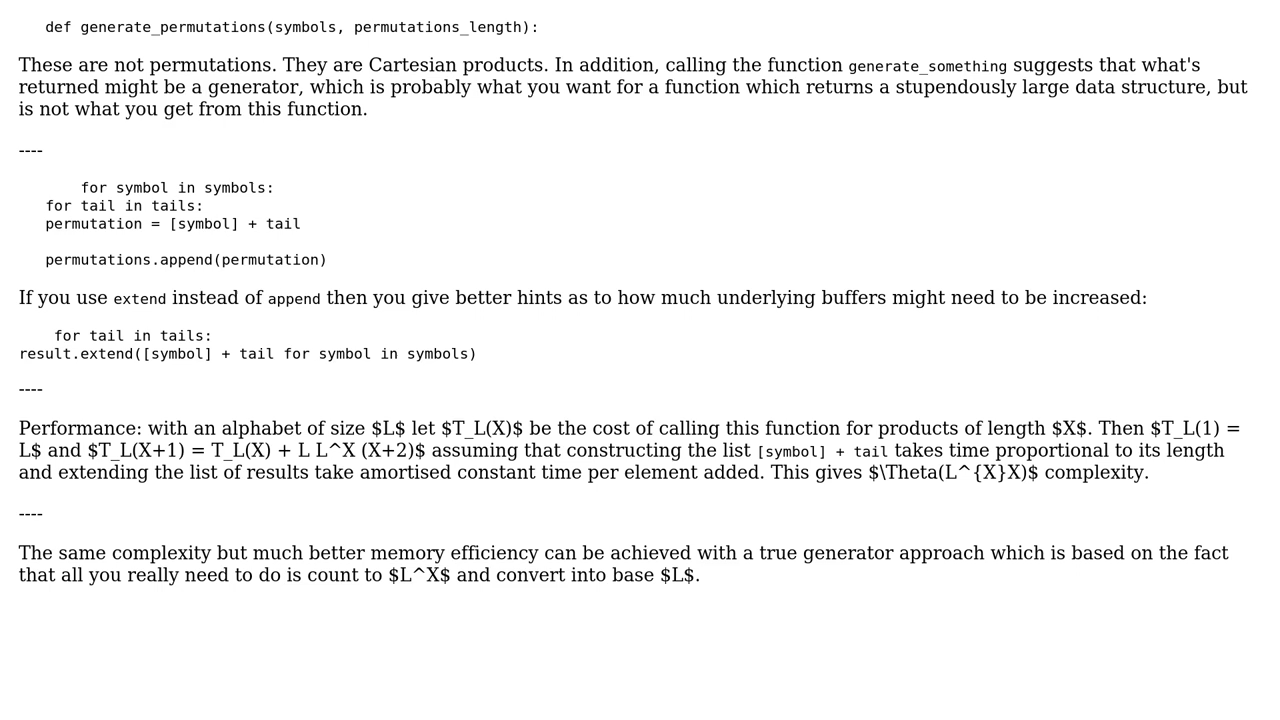 def generate_permutations(symbols, permutations_length):
These are not permutations. They are Cartesian products. In addition, calling the function generate_something suggests that what's
returned might be a generator, which is probably what you want for a function which returns a stupendously large data structure, but
is not what you get from this function.
----
for symbol in symbols:
for tail in tails:
permutation = [symbol] + tail
permutations.append(permutation)
If you use extend instead of append then you give better hints as to how much underlying buffers might need to be increased:
for tail in tails:
result.extend([symbol] + tail for symbol in symbols)
----
Performance: with an alphabet of size $L$ let $T_L(X)$ be the cost of calling this function for products of length $X$. Then $T_L(1) =
L$ and $T_L(X+1) = T_L(X) + L L^X (X+2)$ assuming that constructing the list [symbol] + tail takes time proportional to its length
and extending the list of results take amortised constant time per element added. This gives $\Theta(L^{X}X)$ complexity.
----
The same complexity but much better memory efficiency can be achieved with a true generator approach which is based on the fact
that all you really need to do is count to $L^X$ and convert into base $L$.